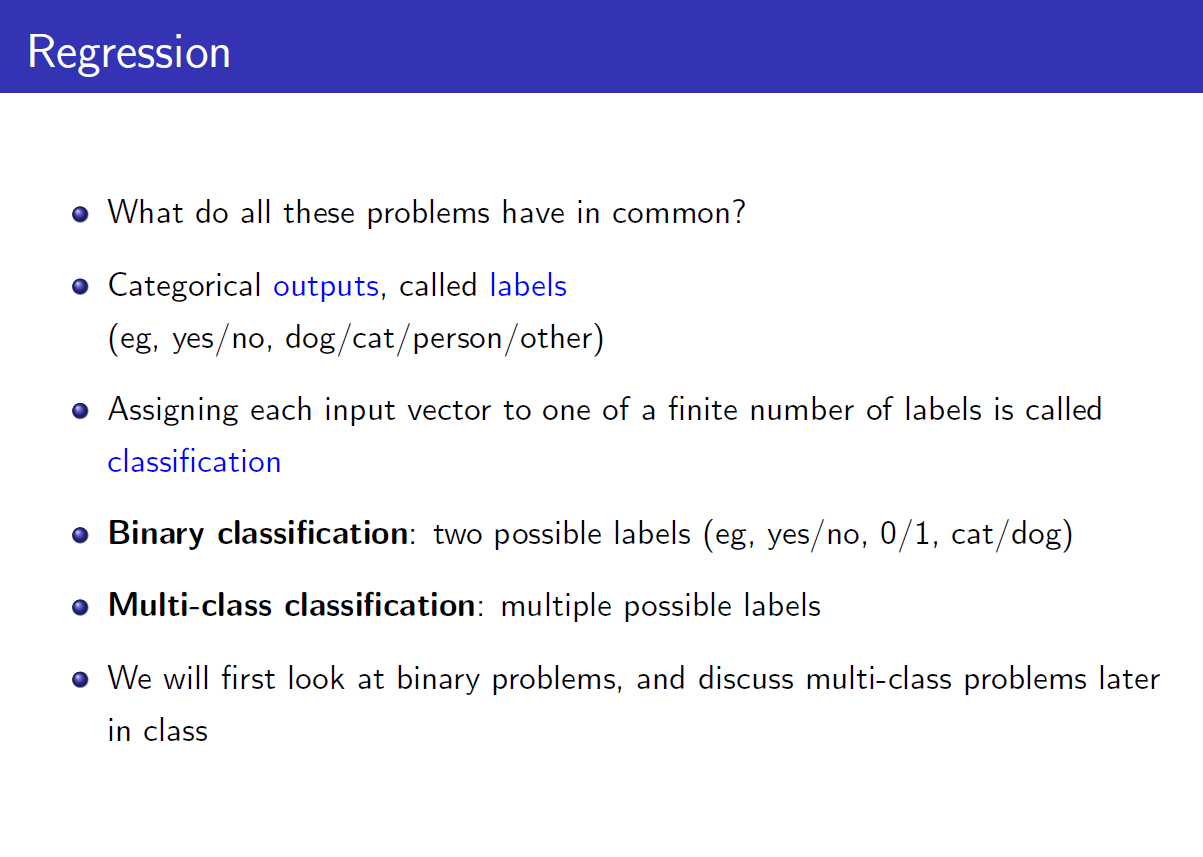 Regression
What do all these problems have in common?
Categorical outputs, called labels
(eg, yes/no, dog/cat/person/other)
Assigning each input vector to one of a finite number of labels is called
classification
Binary classification: two possible labels (eg, yes/no, 0/1, cat/dog)
Multi-class classification: multiple possible labels
We will first look at binary problems, and discuss multi-class problems later
in class